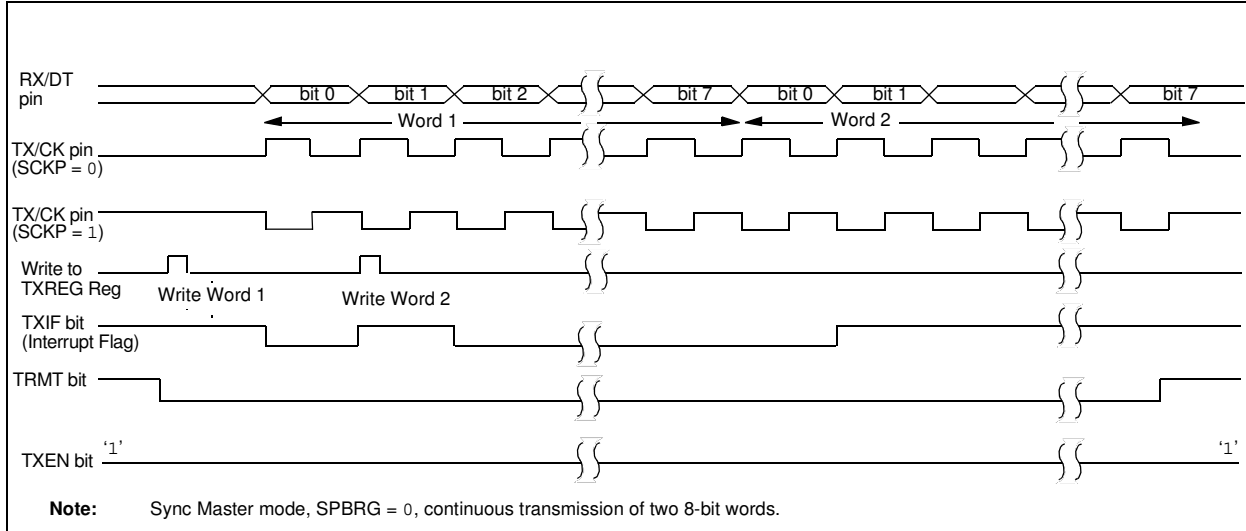 RX/DT
pin
bit 0 bit 1 bit 2 bit 7 bit 0 bit 1 bit 7
Word 1 Word 2
TX/CK pin
(SCKP = 0)
TX/CK pin
(SCKP = 1)
Write to
TXREG Reg
Write Word 1 Write Word 2
TXIF bit
(Interrupt Flag)
TRMT bit
TXEN bit ‘1’ ‘1’
Note: Sync Master mode, SPBRG = 0, continuous transmission of two 8-bit words.